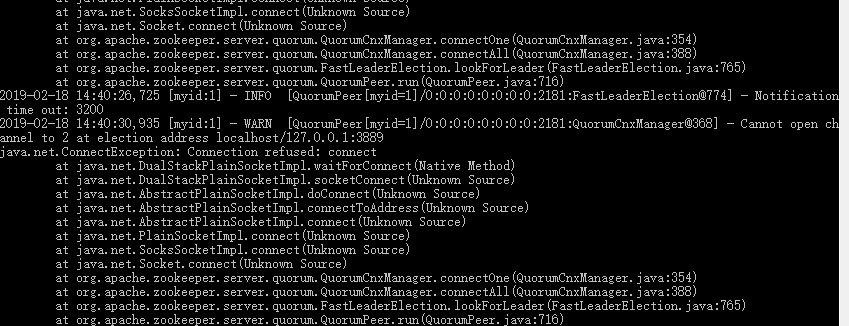 at java.net.SocksSocketImpl.connect(Unknown Source)
at java.net.Socket.connect(Unknown Source)
at org.apache.zookeeper.server.quorum.QuorumCnxManager.connectOne(QuorumCnxManager.java:354)
at org.apache.zookeeper.server.quorum.QuorumCnxManager.connectAll(QuorumCnxManager.java:388)
at org.apache.zookeeper.server.quorum.FastLeaderElection.lookForLeader(FastLeaderElection.java:765)
at org.apache.zookeeper.server.quorum.QuorumPeer.run(QuorumPeer.java:716)
2019-02-18 14:40:26,725 [myid:1] - INFO  [QuorumPeer[myid=1]/0:0:0:0:0:0:0:0:2181:FastLeaderElection@774] - Notification
time out: 3200
2019-02-18 14:40:30,935 [myid:1] - WARN  [QuorumPeer[myid=1]/0:0:0:0:0:0:0:0:2181:QuorumCnxManager@368] - Cannot open ch
annel to 2 at election address localhost/127.0.0.1:3889
java.net.ConnectException: Connection refused: connect
at java.net.DualStackPlainSocketImpl.waitForConnect(Native Method)
at java.net.DualStackPlainSocketImpl.socketConnect(Unknown Source)
at java.net.AbstractPlainSocketImpl.doConnect(Unknown Source)
at java.net.AbstractPlainSocketImpl.connectToAddress(Unknown Source)
at java.net.AbstractPlainSocketImpl.connect(Unknown Source)
at java.net.PlainSocketImpl.connect(Unknown Source)
at java.net.SocksSocketImpl.connect(Unknown Source)
at java.net.Socket.connect(Unknown Source)
at org.apache.zookeeper.server.quorum.QuorumCnxManager.connectOne(QuorumCnxManager.java:354)
at org.apache.zookeeper.server.quorum.QuorumCnxManager.connectAll(QuorumCnxManager.java:388)
at org.apache.zookeeper.server.quorum.FastLeaderElection.lookForLeader(FastLeaderElection.java:765)
at org.apache.zookeeper.server.quorum.QuorumPeer.run(QuorumPeer.java:716)